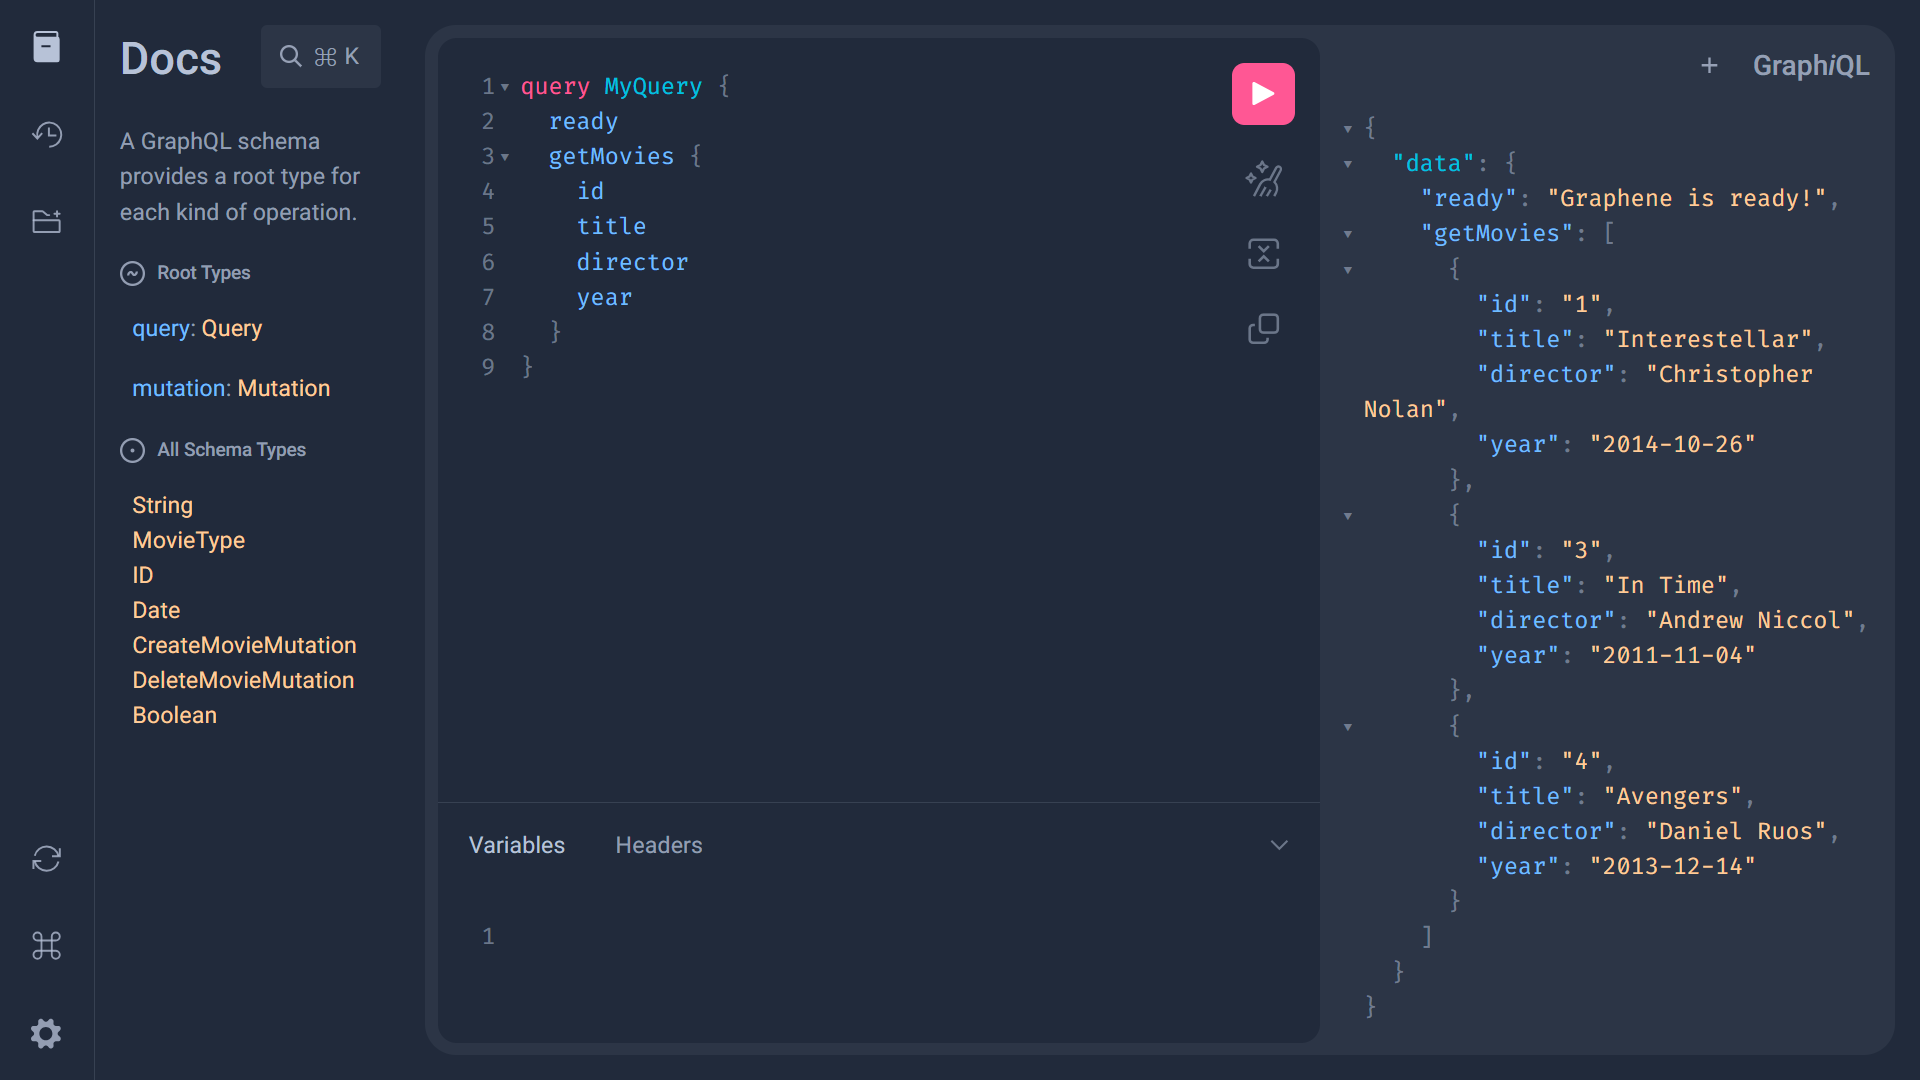 Docs
⌘ K
A GraphQL schema
provides a root type for
each kind of operation.
Root Types
query: Query
mutation: Mutation
All Schema Types
String
MovieType
ID
Date
CreateMovieMutation
DeleteMovieMutation
Boolean
1 query MyQuery {
2 ready
3 getMovies {
4 id
5 title
6 director
7 year
8 }
9 }
Variables Headers
1
+ GraphiQL
{
"data": {
"ready": "Graphene is ready!",
"getMovies": [
{
"id": "1",
"title": "Interestellar",
"director": "Christopher
Nolan",
"year": "2014-10-26"
},
{
"id": "3",
"title": "In Time",
"director": "Andrew Niccol",
"year": "2011-11-04"
},
{
"id": "4",
"title": "Avengers",
"director": "Daniel Ruos",
"year": "2013-12-14"
}
]
}
}